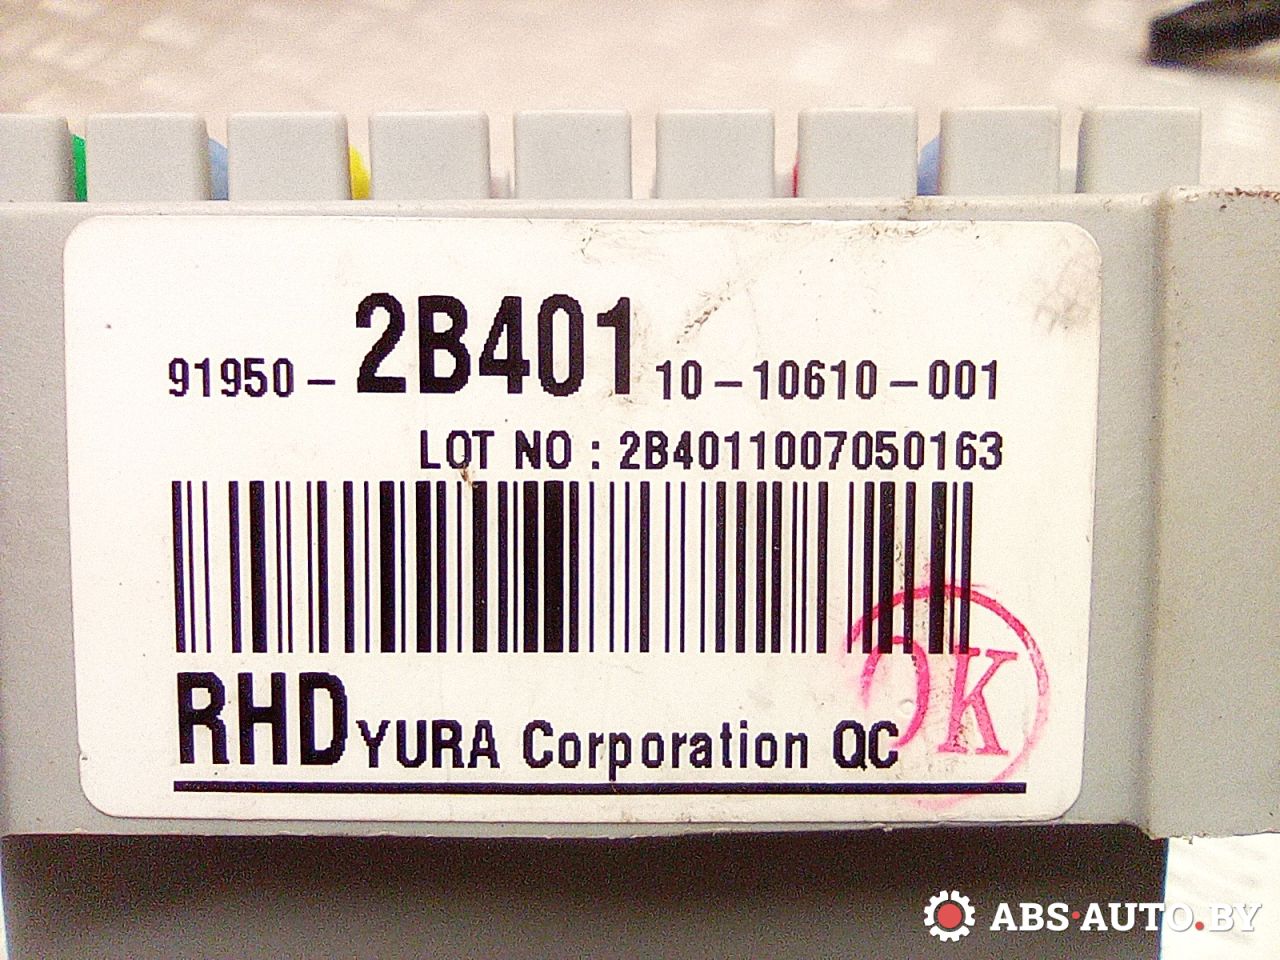 91950-2B401 10-10610-001
LOT NO : 2B4011007050163
RHD YURA Corporation QC
OK
ABS·AUTO.BY